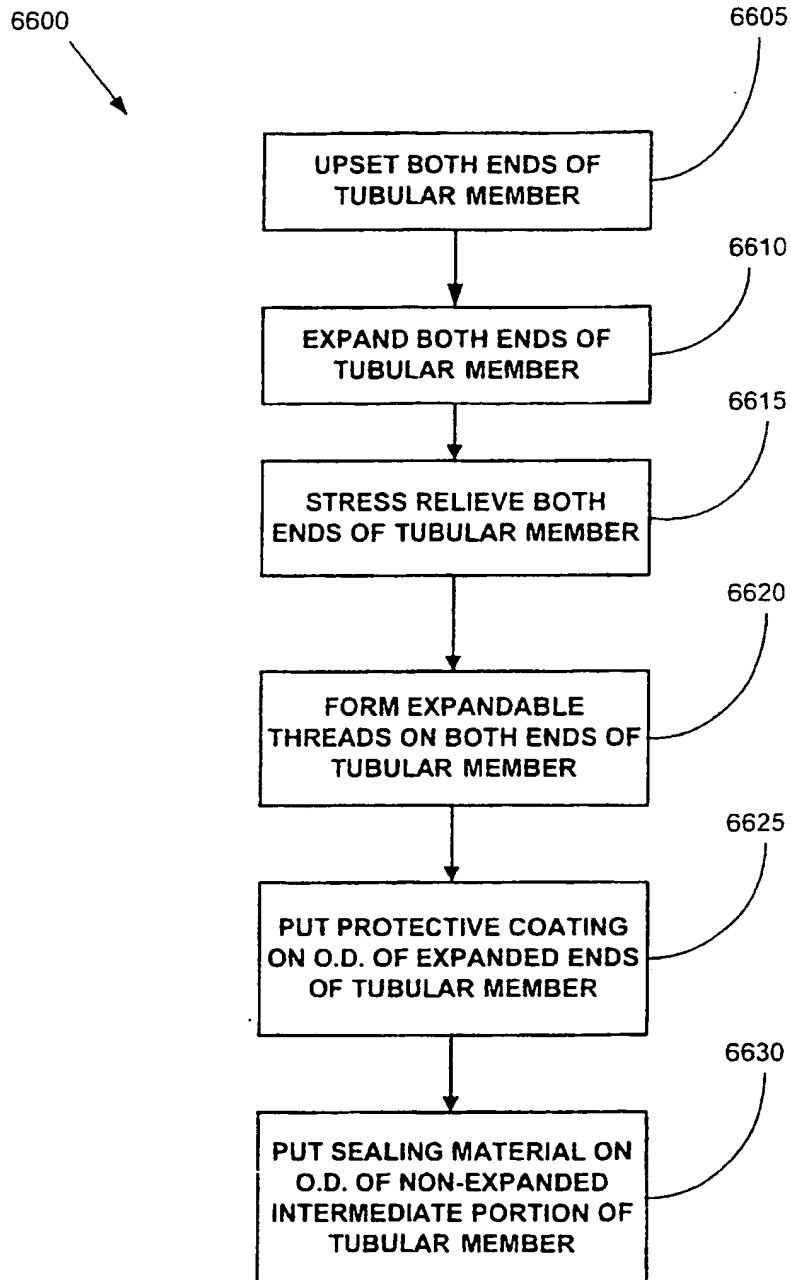 6600
6605
UPSET BOTH ENDS OF
TUBULAR MEMBER
6610
EXPAND BOTH ENDS OF
TUBULAR MEMBER
6615
STRESS RELIEVE BOTH
ENDS OF TUBULAR MEMBER
6620
FORM EXPANDABLE
THREADS ON BOTH ENDS OF
TUBULAR MEMBER
6625
PUT PROTECTIVE COATING
ON O.D. OF EXPANDED ENDS
OF TUBULAR MEMBER
6630
PUT SEALING MATERIAL ON
O.D. OF NON-EXPANDED
INTERMEDIATE PORTION OF
TUBULAR MEMBER